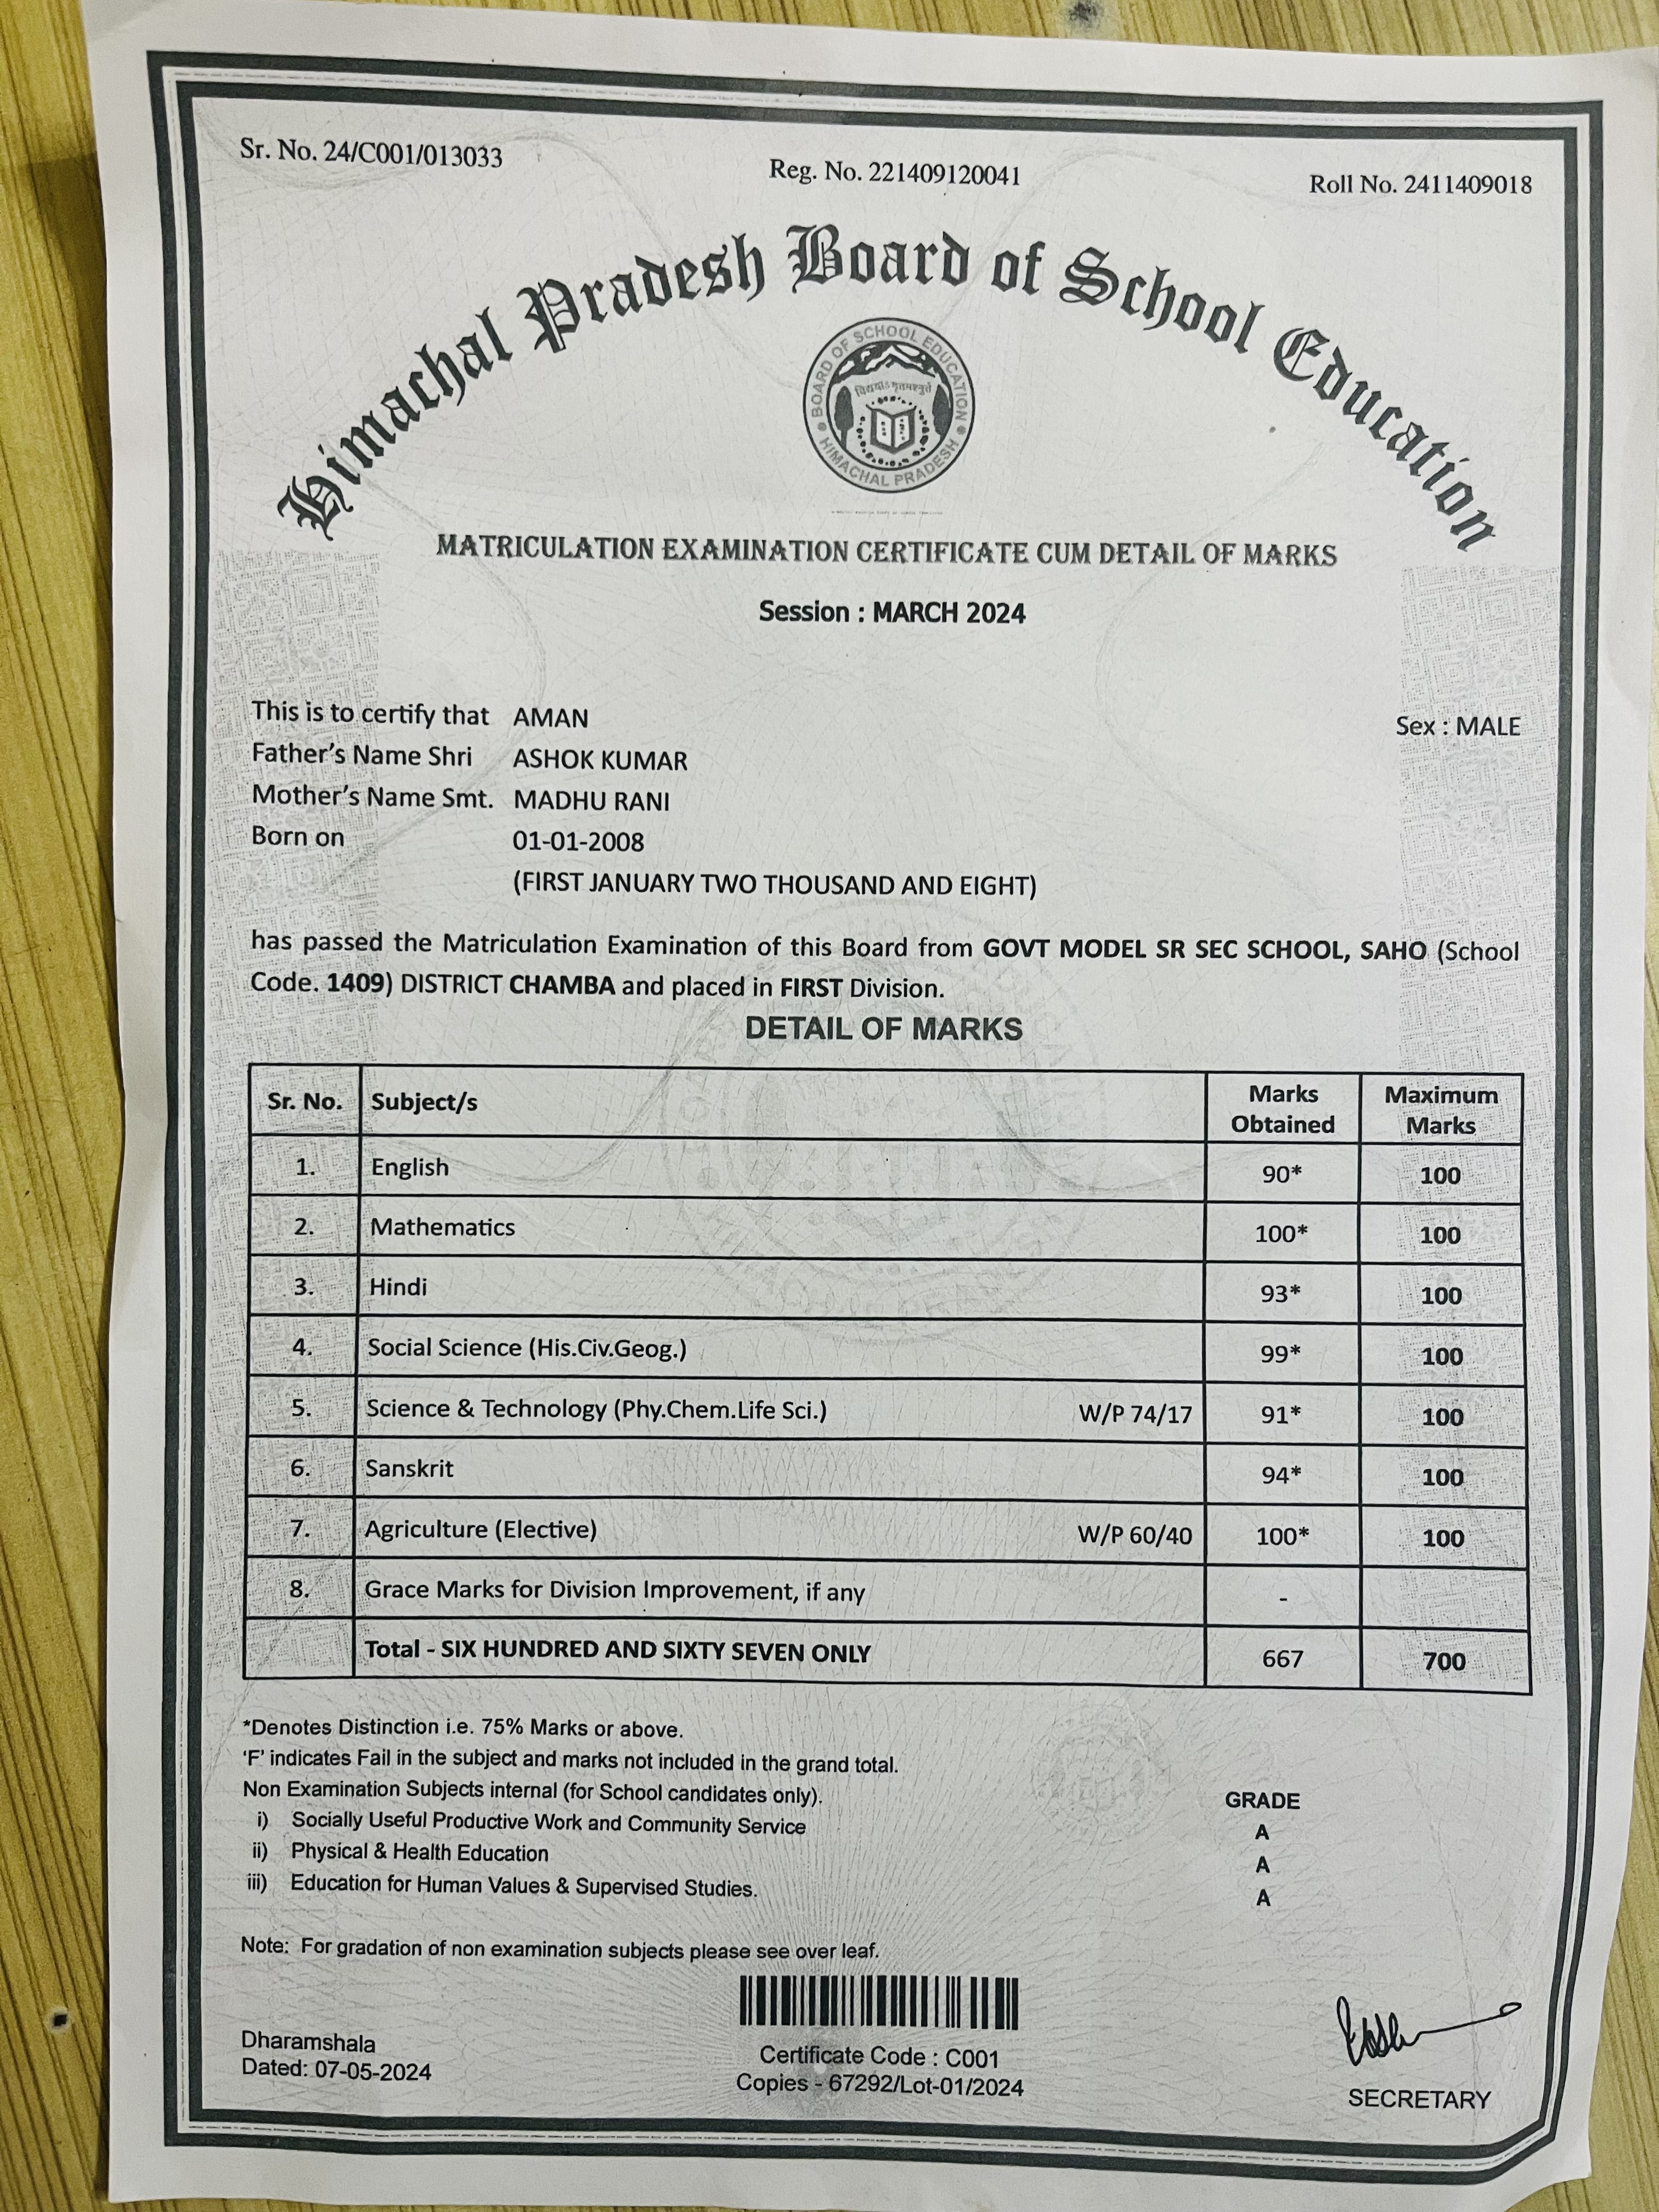 Sr. No. 24/C001/013033
Reg. No. 221409120041
Roll No. 2411409018
Himachal Pradesh Board of School Education
BOARD OF SCHOOL EDUCATION
HIMACHAL PRADESH
MATRICULATION EXAMINATION CERTIFICATE CUM DETAIL OF MARKS
Session : MARCH 2024
This is to certify that AMAN
Sex : MALE
Father's Name Shri ASHOK KUMAR
Mother's Name Smt. MADHU RANI
Born on 01-01-2008
(FIRST JANUARY TWO THOUSAND AND EIGHT)
has passed the Matriculation Examination of this Board from GOVT MODEL SR SEC SCHOOL, SAHO (School
Code. 1409) DISTRICT CHAMBA and placed in FIRST Division.
DETAIL OF MARKS
Sr. No. Subject/s Marks Obtained Maximum Marks
1. English 90* 100
2. Mathematics 100* 100
3. Hindi 93* 100
4. Social Science (His.Civ.Geog.) 99* 100
5. Science & Technology (Phy.Chem.Life Sci.) W/P 74/17 91* 100
6. Sanskrit 94* 100
7. Agriculture (Elective) W/P 60/40 100* 100
8. Grace Marks for Division Improvement, if any -
Total - SIX HUNDRED AND SIXTY SEVEN ONLY 667 700
*Denotes Distinction i.e. 75% Marks or above.
'F' indicates Fail in the subject and marks not included in the grand total.
Non Examination Subjects internal (for School candidates only). GRADE
i) Socially Useful Productive Work and Community Service A
ii) Physical & Health Education A
iii) Education for Human Values & Supervised Studies. A
Note: For gradation of non examination subjects please see over leaf.
Dharamshala
Dated: 07-05-2024
Certificate Code : C001
Copies - 67292/Lot-01/2024
SECRETARY